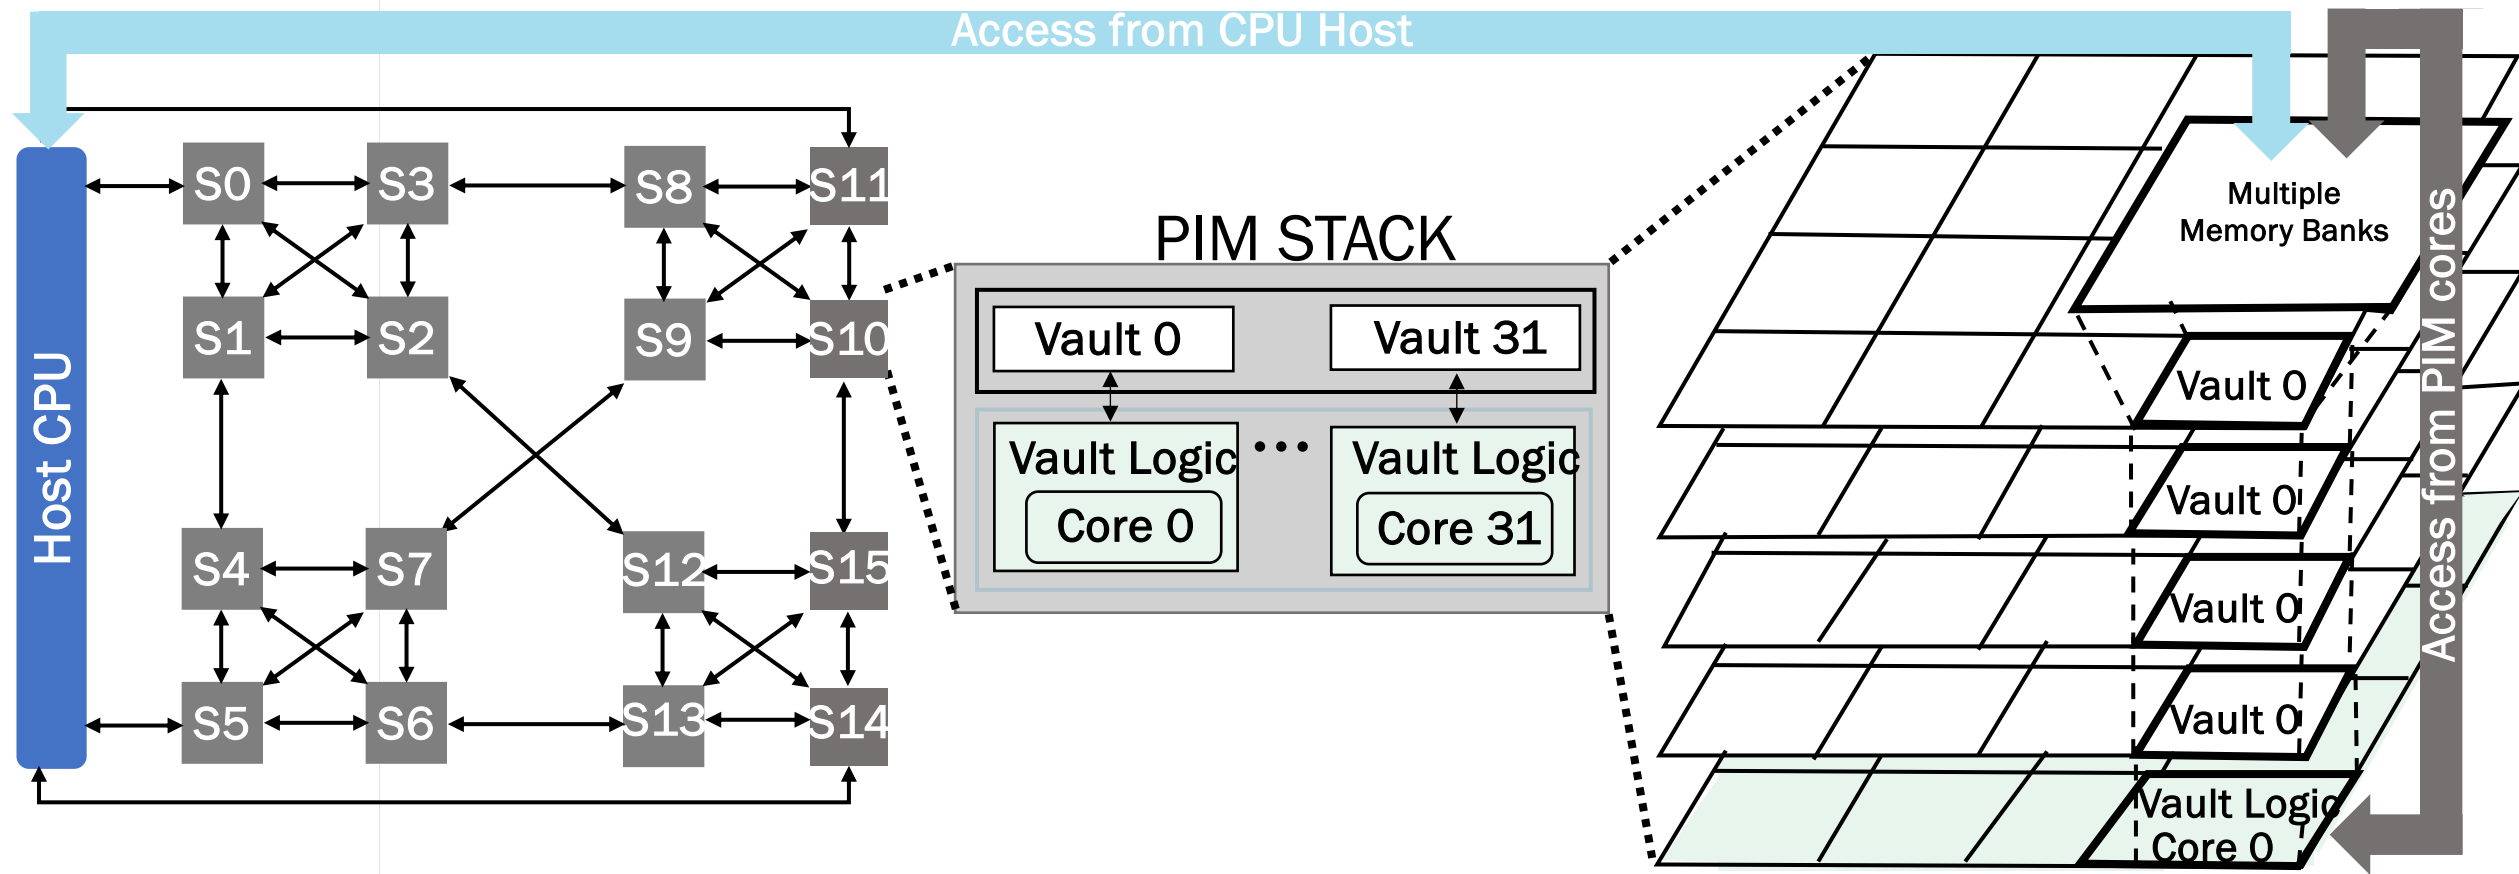 Access from CPU Host
Host CPU
S0
S3
S8
S11
S1
S2
S9
S10
S4
S7
S12
S15
S5
S6
S13
S14
PIM STACK
Vault 0
Vault 31
Vault Logic
Core 0
...
Vault Logic
Core 31
Multiple
Memory Banks
Vault 0
Vault 0
Vault 0
Vault 0
Vault Logic
Core 0
Access from PIM cores